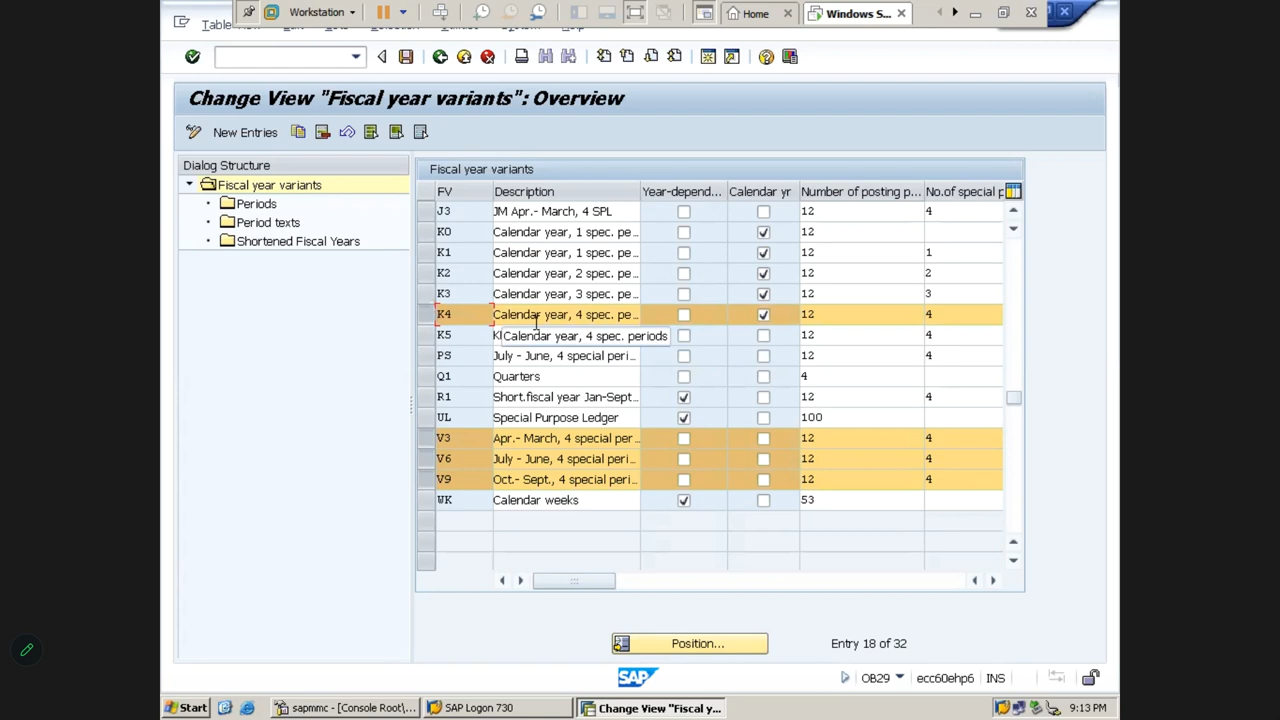 Workstation
Home
Windows S...
Table
Selection
Change View "Fiscal year variants": Overview
New Entries
Dialog Structure
Fiscal year variants
Periods
Period texts
Shortened Fiscal Years
Fiscal year variants
FV Description Year-depend... Calendar yr Number of posting p... No.of special p
J3 JM Apr.- March, 4 SPL 12 4
K0 Calendar year, 1 spec. pe... 12
K1 Calendar year, 1 spec. pe... 12 1
K2 Calendar year, 2 spec. pe... 12 2
K3 Calendar year, 3 spec. pe... 12 3
K4 Calendar year, 4 spec. pe... 12 4
K5 Calendar year, 4 spec. periods 12 4
PS July - June, 4 special peri... 12 4
Q1 Quarters 4
R1 Short.fiscal year Jan-Sept... 12 4
UL Special Purpose Ledger 100
V3 Apr.- March, 4 special per... 12 4
V6 July - June, 4 special peri... 12 4
V9 Oct.- Sept., 4 special peri... 12 4
WK Calendar weeks 53
Position...
Entry 18 of 32
SAP
OB29 ecc60ehp6 INS
Start
sapmmc - [Console Root\...
SAP Logon 730
Change View "Fiscal y...
9:13 PM